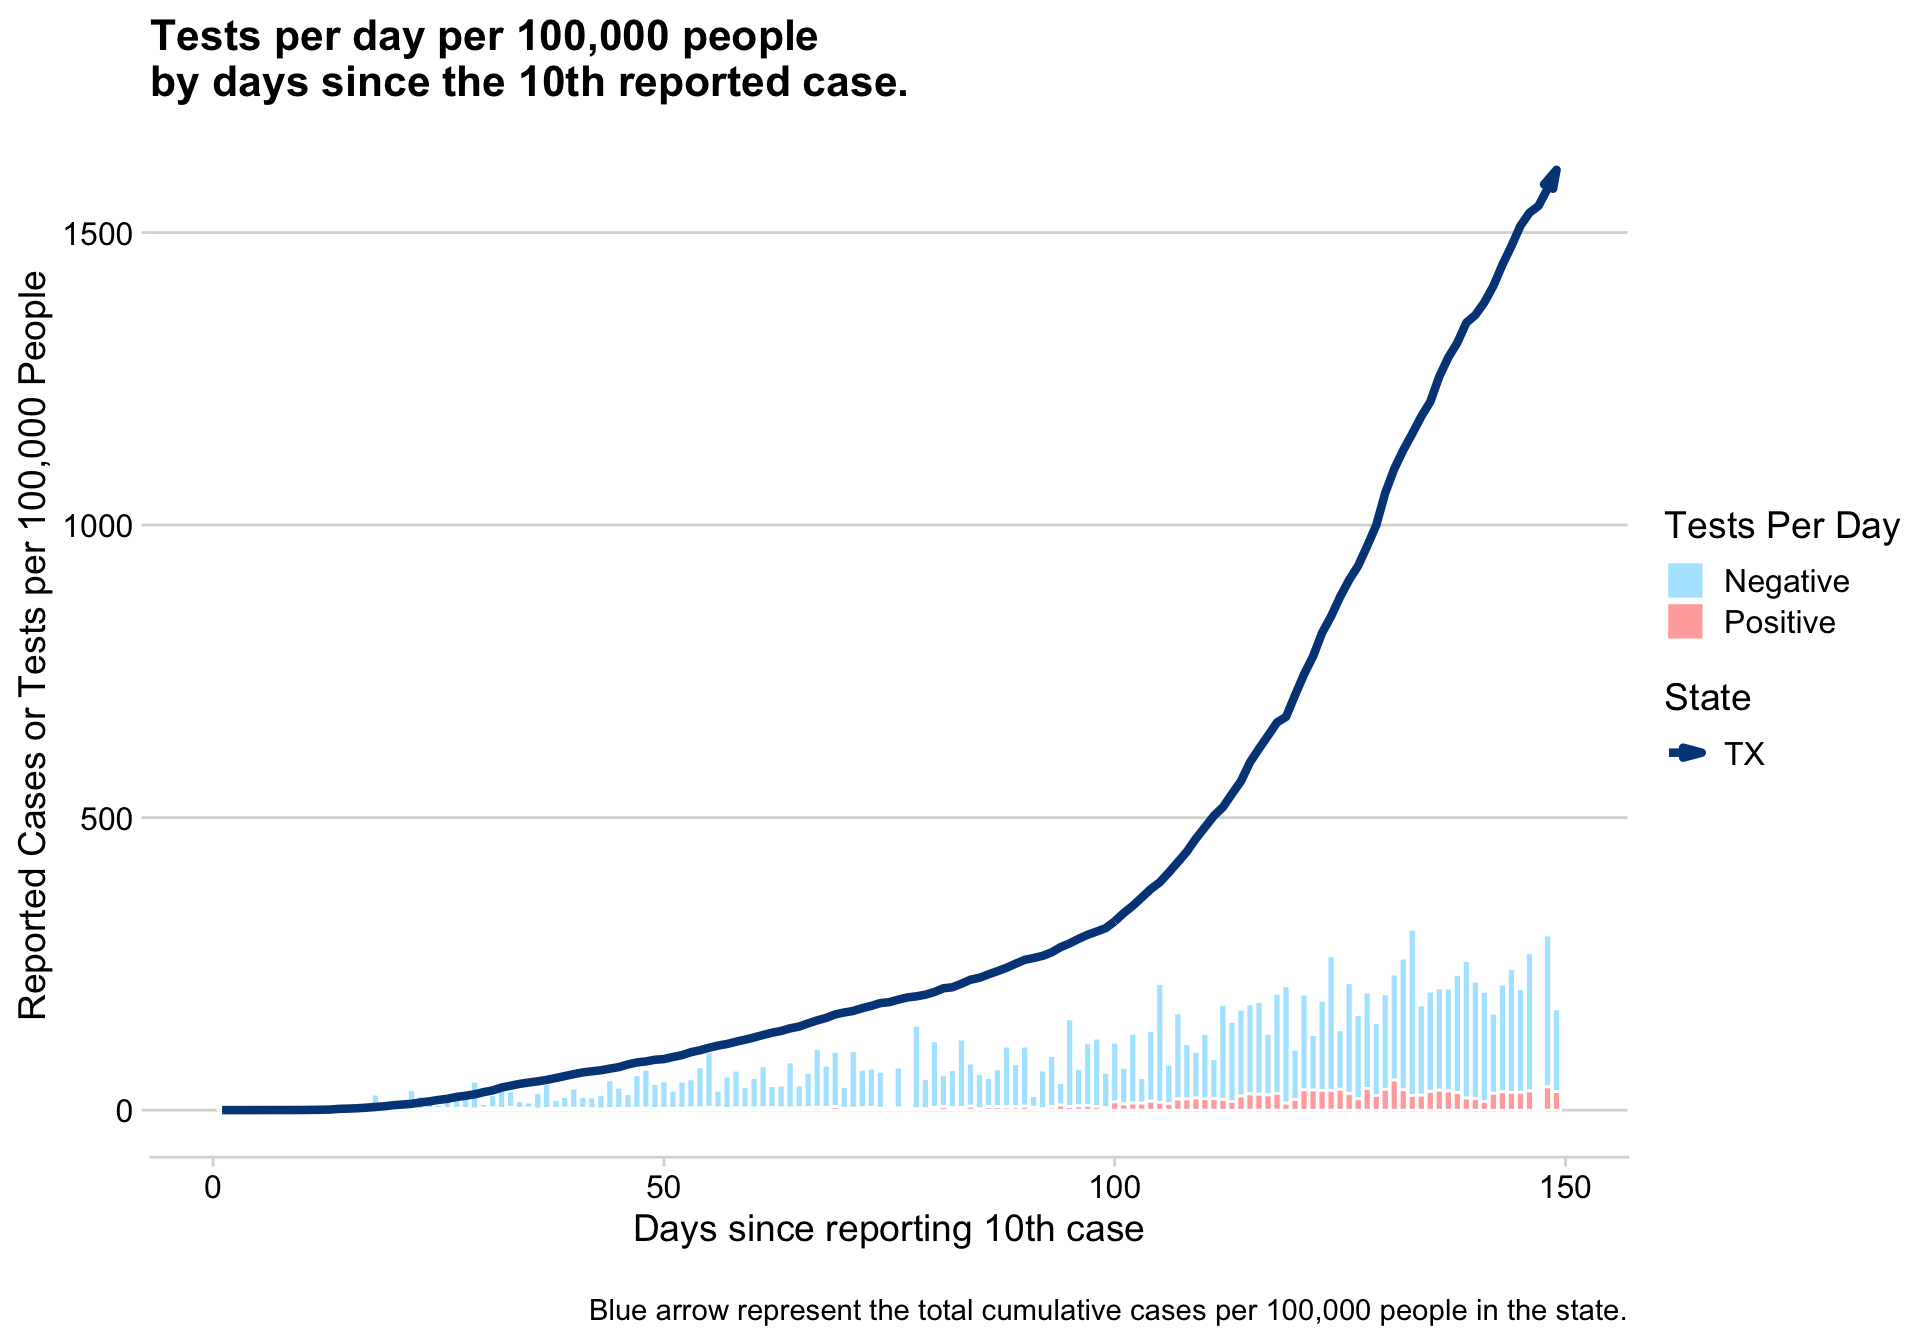 Tests per day per 100,000 people
by days since the 10th reported case.
Reported Cases or Tests per 100,000 People
1500
1000
500
0
0
50
100
150
Days since reporting 10th case
Tests Per Day
Negative
Positive
State
TX
Blue arrow represent the total cumulative cases per 100,000 people in the state.